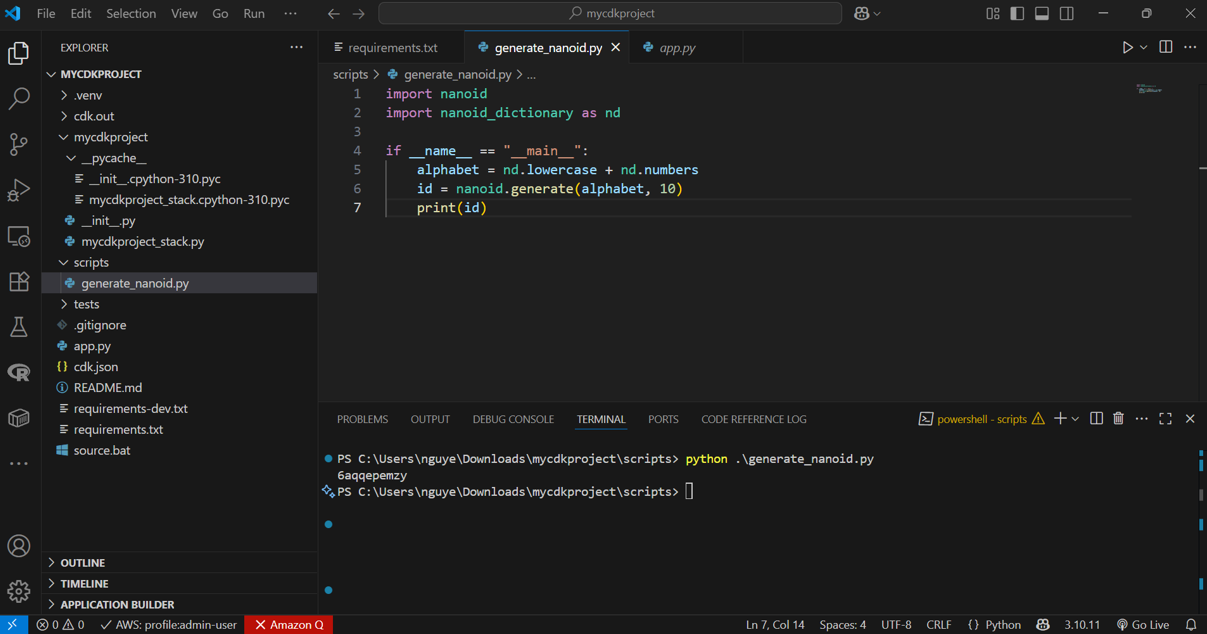 File Edit Selection View Go Run ··· mycdkproject
EXPLORER ···
MYCDKPROJECT
.venv
cdk.out
mycdkproject
__pycache__
__init__.cpython-310.pyc
mycdkproject_stack.cpython-310.pyc
__init__.py
mycdkproject_stack.py
scripts
generate_nanoid.py
tests
.gitignore
app.py
{} cdk.json
README.md
requirements-dev.txt
requirements.txt
source.bat
OUTLINE
TIMELINE
APPLICATION BUILDER
requirements.txt generate_nanoid.py app.py
scripts > generate_nanoid.py > ...
1 import nanoid
2 import nanoid_dictionary as nd
3
4 if __name__ == "__main__":
5 alphabet = nd.lowercase + nd.numbers
6 id = nanoid.generate(alphabet, 10)
7 print(id)
PROBLEMS OUTPUT DEBUG CONSOLE TERMINAL PORTS CODE REFERENCE LOG powershell - scripts
PS C:\Users\nguye\Downloads\mycdkproject\scripts> python .\generate_nanoid.py
6aqqepemzy
PS C:\Users\nguye\Downloads\mycdkproject\scripts>
0 0 AWS: profile:admin-user Amazon Q Ln 7, Col 14 Spaces: 4 UTF-8 CRLF {} Python 3.10.11 Go Live